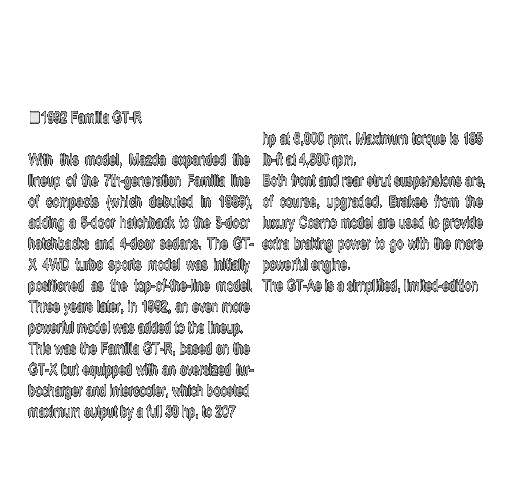 ■1992 Familia GT-R
With this model, Mazda expanded the
lineup of the 7th-generation Familia line
of compacts (which debuted in 1989),
adding a 5-door hatchback to the 3-door
hatchbacks and 4-door sedans. The GT-
X 4WD turbo sports model was initially
positioned as the top-of-the-line model.
Three years later, in 1992, an even more
powerful model was added to the lineup.
This was the Familia GT-R, based on the
GT-X but equipped with an oversized tur-
bocharger and intercooler, which boosted
maximum output by a full 30 hp, to 207
hp at 6,000 rpm. Maximum torque is 185
lb-ft at 4,500 rpm.
Both front and rear strut suspensions are,
of course, upgraded. Brakes from the
luxury Cosmo model are used to provide
extra braking power to go with the more
powerful engine.
The GT-Ae is a simplified, limited-edition